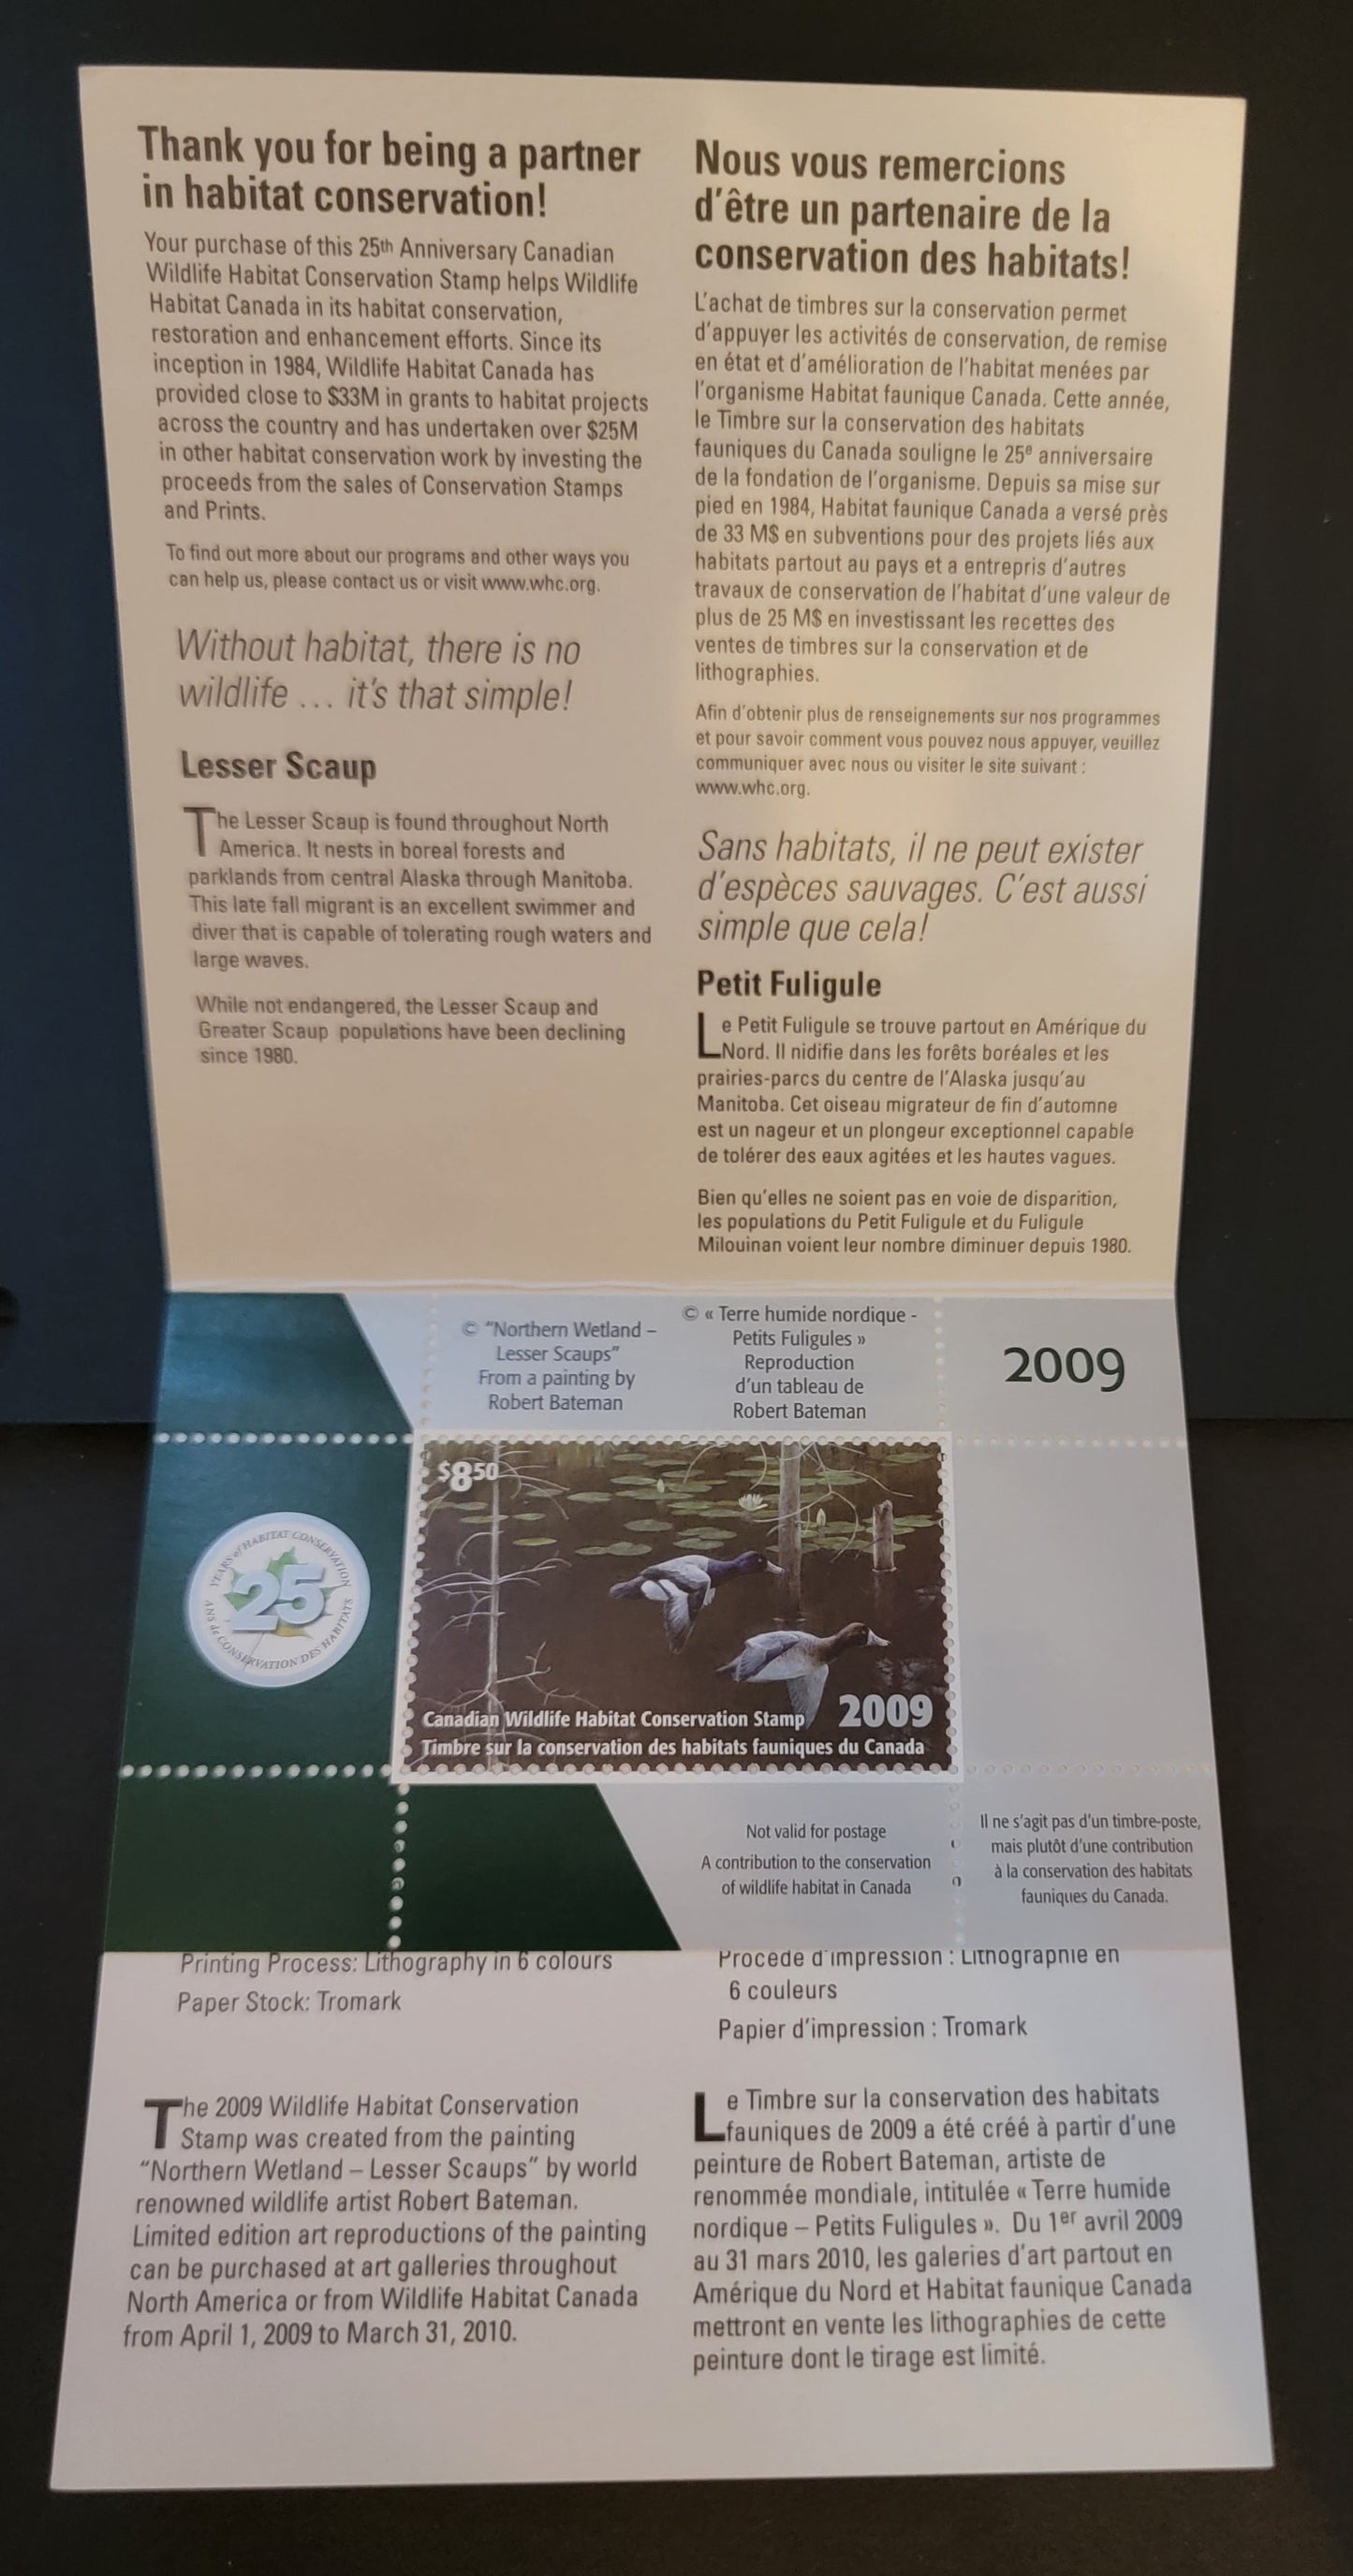 Thank you for being a partner
in habitat conservation!
Your purchase of this 25th Anniversary Canadian
Wildlife Habitat Conservation Stamp helps Wildlife
Habitat Canada in its habitat conservation,
restoration and enhancement efforts. Since its
inception in 1984, Wildlife Habitat Canada has
provided close to $33M in grants to habitat projects
across the country and has undertaken over $25M
in other habitat conservation work by investing the
proceeds from the sales of Conservation Stamps
and Prints.
To find out more about our programs and other ways you
can help us, please contact us or visit www.whc.org.
Without habitat, there is no
wildlife ... it's that simple!
Lesser Scaup
The Lesser Scaup is found throughout North
America. It nests in boreal forests and
parklands from central Alaska through Manitoba.
This late fall migrant is an excellent swimmer and
diver that is capable of tolerating rough waters and
large waves.
While not endangered, the Lesser Scaup and
Greater Scaup populations have been declining
since 1980.
Nous vous remercions
d'être un partenaire de la
conservation des habitats!
L'achat de timbres sur la conservation permet
d'appuyer les activités de conservation, de remise
en état et d'amélioration de l'habitat menées par
l'organisme Habitat faunique Canada. Cette année,
le Timbre sur la conservation des habitats
fauniques du Canada souligne le 25e anniversaire
de la fondation de l'organisme. Depuis sa mise sur
pied en 1984, Habitat faunique Canada a versé près
de 33 M$ en subventions pour des projets liés aux
habitats partout au pays et a entrepris d'autres
travaux de conservation de l'habitat d'une valeur de
plus de 25 M$ en investissant les recettes des
ventes de timbres sur la conservation et de
lithographies.
Afin d'obtenir plus de renseignements sur nos programmes
et pour savoir comment vous pouvez nous appuyer, veuillez
communiquer avec nous ou visiter le site suivant :
www.whc.org.
Sans habitats, il ne peut exister
d'espèces sauvages. C'est aussi
simple que cela!
Petit Fuligule
Le Petit Fuligule se trouve partout en Amérique du
Nord. Il nidifie dans les forêts boréales et les
prairies-parcs du centre de l'Alaska jusqu'au
Manitoba. Cet oiseau migrateur de fin d'automne
est un nageur et un plongeur exceptionnel capable
de tolérer des eaux agitées et les hautes vagues.
Bien qu'elles ne soient pas en voie de disparition,
les populations du Petit Fuligule et du Fuligule
Milouinan voient leur nombre diminuer depuis 1980.
© "Northern Wetland –
Lesser Scaups"
From a painting by
Robert Bateman
© « Terre humide nordique -
Petits Fuligules »
Reproduction
d'un tableau de
Robert Bateman
2009
YEARS of HABITAT CONSERVATION
25
ANS de CONSERVATION DES HABITATS
$8.50
Canadian Wildlife Habitat Conservation Stamp 2009
Timbre sur la conservation des habitats fauniques du Canada
Not valid for postage
A contribution to the conservation
of wildlife habitat in Canada
Il ne s'agit pas d'un timbre-poste,
mais plutôt d'une contribution
à la conservation des habitats
fauniques du Canada.
Printing Process: Lithography in 6 colours
Paper Stock: Tromark
Procédé d'impression : Lithographie en
6 couleurs
Papier d'impression : Tromark
The 2009 Wildlife Habitat Conservation
Stamp was created from the painting
"Northern Wetland – Lesser Scaups" by world
renowned wildlife artist Robert Bateman.
Limited edition art reproductions of the painting
can be purchased at art galleries throughout
North America or from Wildlife Habitat Canada
from April 1, 2009 to March 31, 2010.
Le Timbre sur la conservation des habitats
fauniques de 2009 a été créé à partir d'une
peinture de Robert Bateman, artiste de
renommée mondiale, intitulée « Terre humide
nordique – Petits Fuligules ». Du 1er avril 2009
au 31 mars 2010, les galeries d'art partout en
Amérique du Nord et Habitat faunique Canada
mettront en vente les lithographies de cette
peinture dont le tirage est limité.